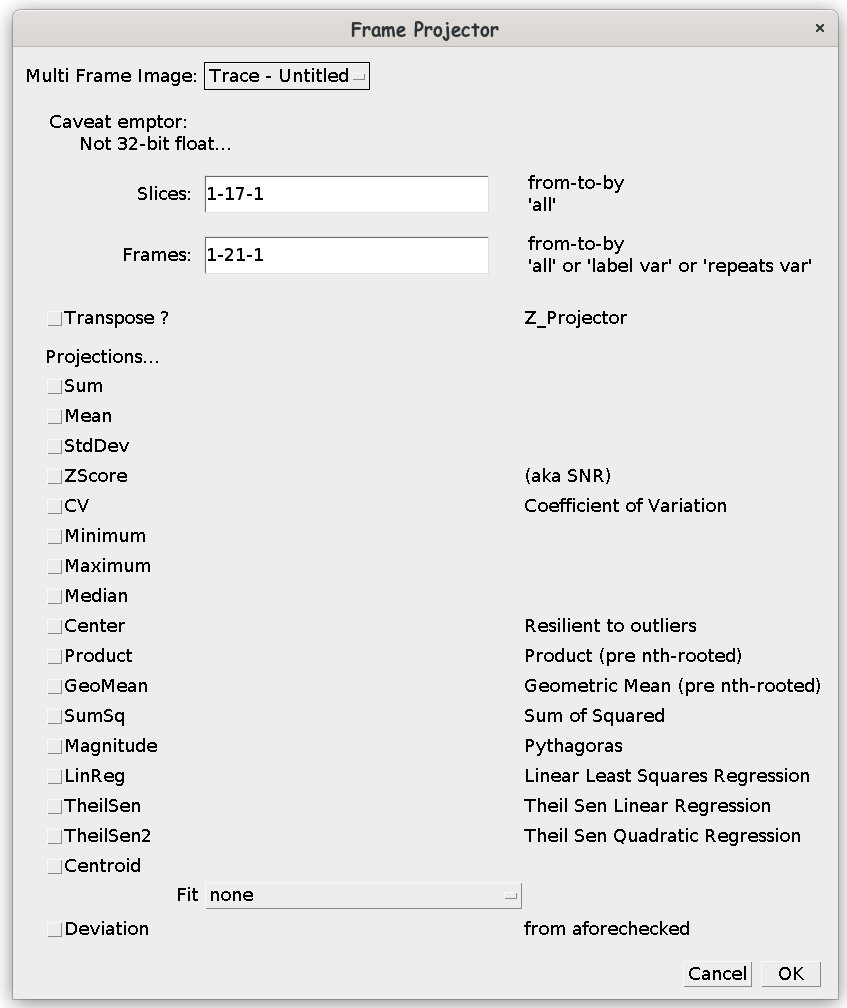 Frame Projector ×
Multi Frame Image: Trace - Untitled
Caveat emptor:
Not 32-bit float...
Slices: 1-17-1 from-to-by
'all'
Frames: 1-21-1 from-to-by
'all' or 'label var' or 'repeats var'
Transpose ? Z_Projector
Projections...
Sum
Mean
StdDev
ZScore (aka SNR)
CV Coefficient of Variation
Minimum
Maximum
Median
Center Resilient to outliers
Product Product (pre nth-rooted)
GeoMean Geometric Mean (pre nth-rooted)
SumSq Sum of Squared
Magnitude Pythagoras
LinReg Linear Least Squares Regression
TheilSen Theil Sen Linear Regression
TheilSen2 Theil Sen Quadratic Regression
Centroid
Fit none
Deviation from aforechecked
Cancel OK